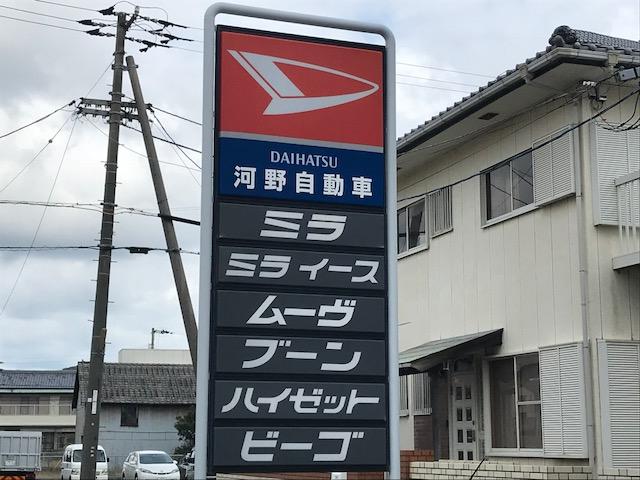 DAIHATSU
河野自動車
ミラ
ミライース
ムーヴ
ブーン
ハイゼット
ビーゴ